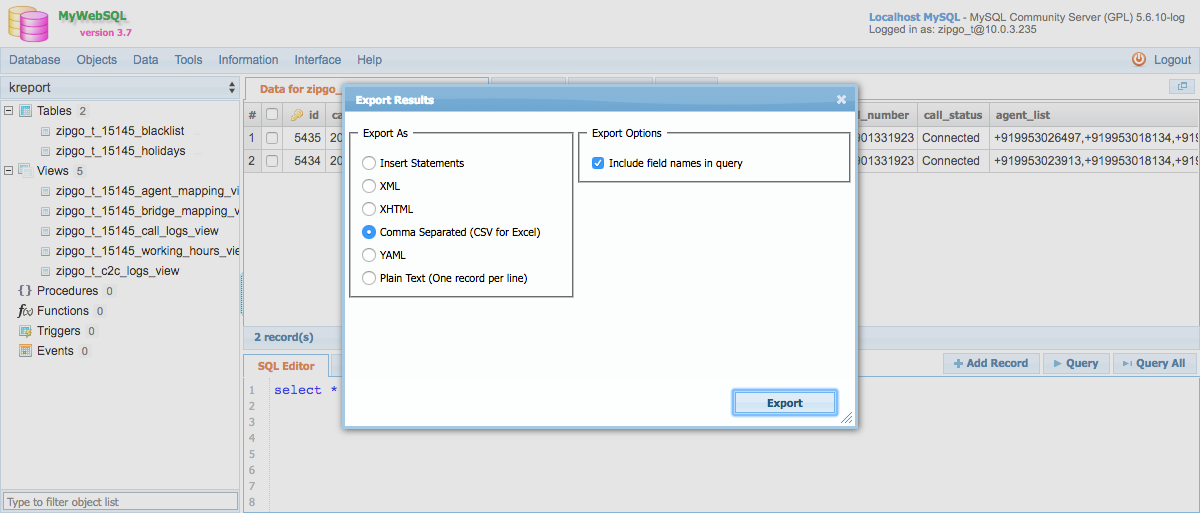 MyWebSQL
version 3.7
Localhost MySQL - MySQL Community Server (GPL) 5.6.10-log
Logged in as: zipgo_t@10.0.3.235
Database Objects Data Tools Information Interface Help Logout
kreport
Tables 2
zipgo_t_15145_blacklist
zipgo_t_15145_holidays
Views 5
zipgo_t_15145_agent_mapping_vi
zipgo_t_15145_bridge_mapping_v
zipgo_t_15145_call_logs_view
zipgo_t_15145_working_hours_vie
zipgo_t_c2c_logs_view
{} Procedures 0
f(x) Functions 0
Triggers 0
Events 0
Type to filter object list
Data for zipgo_
# id ca l_number call_status agent_list
1 5435 20 901331923 Connected +919953026497,+919953018134,+919
2 5434 20 901331923 Connected +919953023913,+919953018134,+919
Export Results
Export As
Insert Statements
XML
XHTML
Comma Separated (CSV for Excel)
YAML
Plain Text (One record per line)
Export Options
Include field names in query
Export
2 record(s)
SQL Editor
Add Record Query Query All
1 select *
2
3
4
5
6
7
8